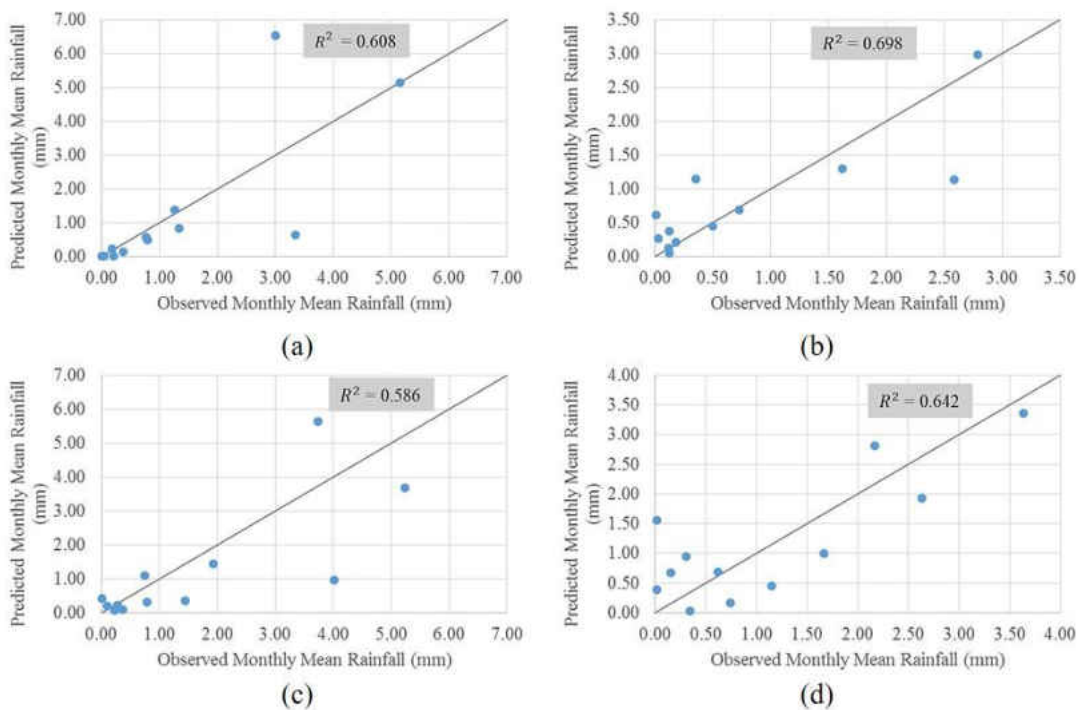 7.00
6.00
5.00
4.00
3.00
2.00
1.00
0.00
Predicted Monthly Mean Rainfall
(mm)
R² = 0.608
0.00 1.00 2.00 3.00 4.00 5.00 6.00 7.00
Observed Monthly Mean Rainfall (mm)
(a)
3.50
3.00
2.50
2.00
1.50
1.00
0.50
0.00
Predicted Monthly Mean Rainfall
(mm)
R² = 0.698
0.00 0.50 1.00 1.50 2.00 2.50 3.00 3.50
Observed Monthly Mean Rainfall (mm)
(b)
7.00
6.00
5.00
4.00
3.00
2.00
1.00
0.00
Predicted Monthly Mean Rainfall
(mm)
R² = 0.586
0.00 1.00 2.00 3.00 4.00 5.00 6.00 7.00
Observed Monthly Mean Rainfall (mm)
(c)
4.00
3.50
3.00
2.50
2.00
1.50
1.00
0.50
0.00
Predicted Monthly Mean Rainfall
(mm)
R² = 0.642
0.00 0.50 1.00 1.50 2.00 2.50 3.00 3.50 4.00
Observed Monthly Mean Rainfall (mm)
(d)